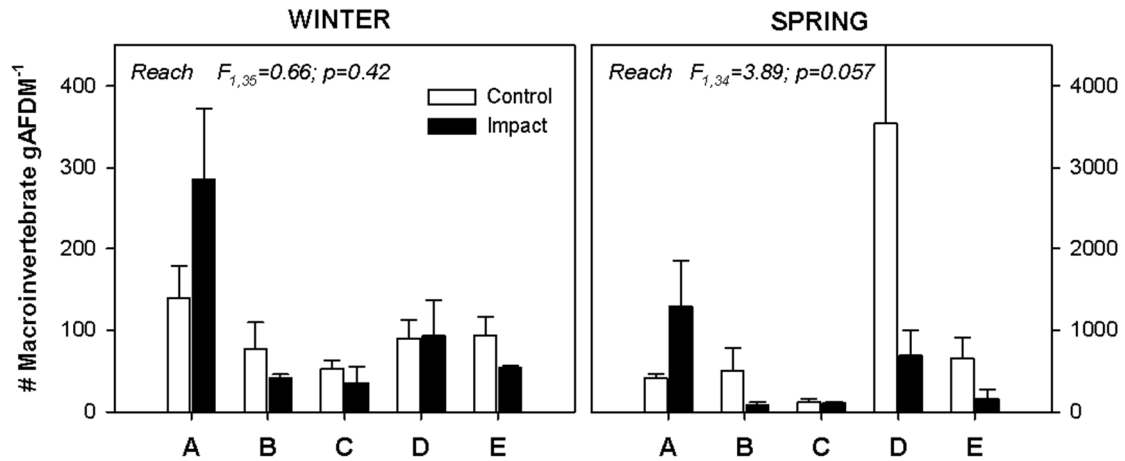 WINTER
SPRING
# Macroinvertebrate gAFDM⁻¹
400
300
200
100
0
Reach F₁,₃₅=0.66; p=0.42
Control
Impact
A B C D E
Reach F₁,₃₄=3.89; p=0.057
A B C D E
4000
3000
2000
1000
0